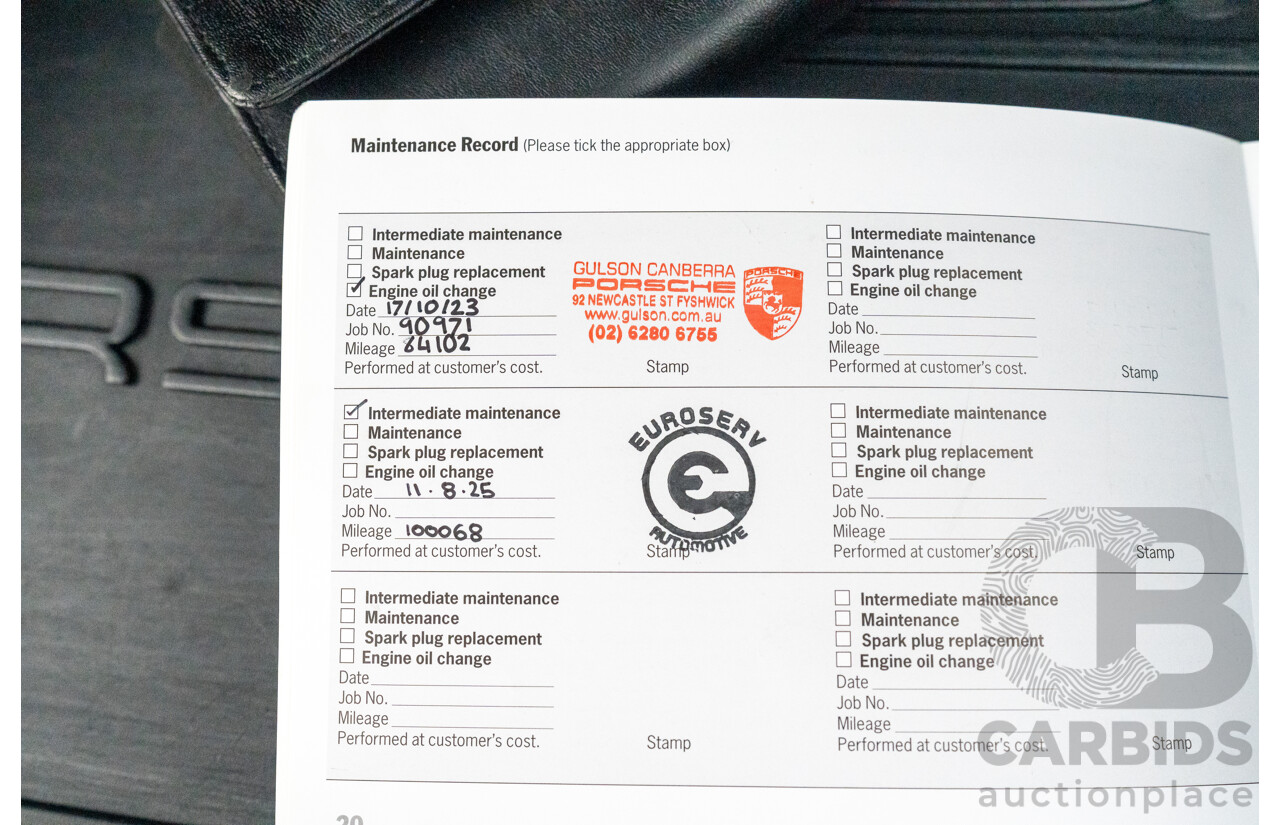 Maintenance Record (Please tick the appropriate box)
Intermediate maintenance
Maintenance
Spark plug replacement
Engine oil change
Date 17/10/23
Job No. 90971
Mileage 84102
Performed at customer's cost.
GULSON CANBERRA
PORSCHE
92 NEWCASTLE ST FYSHWICK
www.gulson.com.au
(02) 6280 6755
PORSCHE
Stamp
Intermediate maintenance
Maintenance
Spark plug replacement
Engine oil change
Date
Job No.
Mileage
Performed at customer's cost.
Stamp
Intermediate maintenance
Maintenance
Spark plug replacement
Engine oil change
Date 11.8.25
Job No.
Mileage 100068
Performed at customer's cost.
EUROSERV
e
AUTOMOTIVE
Stamp
Intermediate maintenance
Maintenance
Spark plug replacement
Engine oil change
Date
Job No.
Mileage
Performed at customer's cost.
Stamp
Intermediate maintenance
Maintenance
Spark plug replacement
Engine oil change
Date
Job No.
Mileage
Performed at customer's cost.
Stamp
Intermediate maintenance
Maintenance
Spark plug replacement
Engine oil change
Date
Job No.
Mileage
Performed at customer's cost.
Stamp
CB
CARBIDS
auctionplace